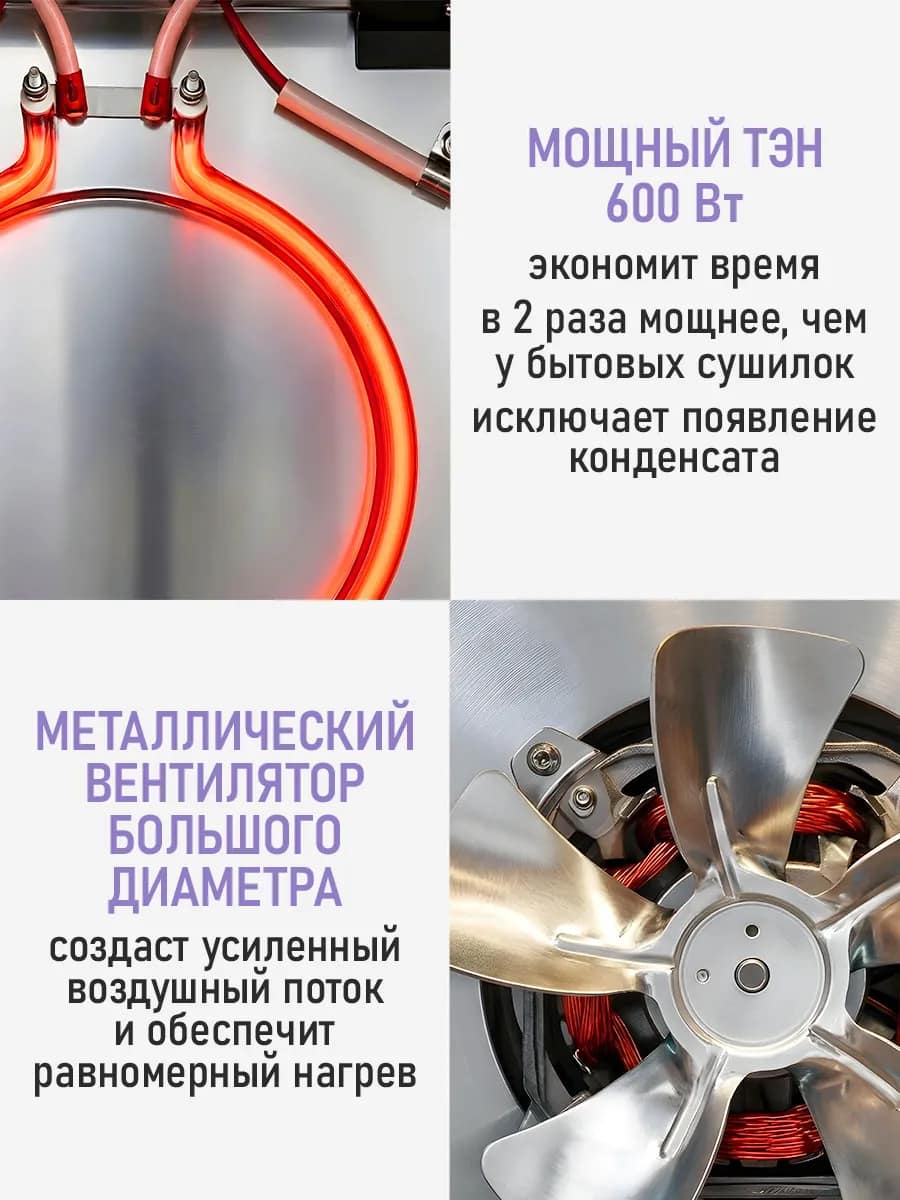 МОЩНЫЙ ТЭН
600 Вт
экономит время
в 2 раза мощнее, чем
у бытовых сушилок
исключает появление
конденсата
МЕТАЛЛИЧЕСКИЙ
ВЕНТИЛЯТОР
БОЛЬШОГО
ДИАМЕТРА
создаст усиленный
воздушный поток
и обеспечит
равномерный нагрев